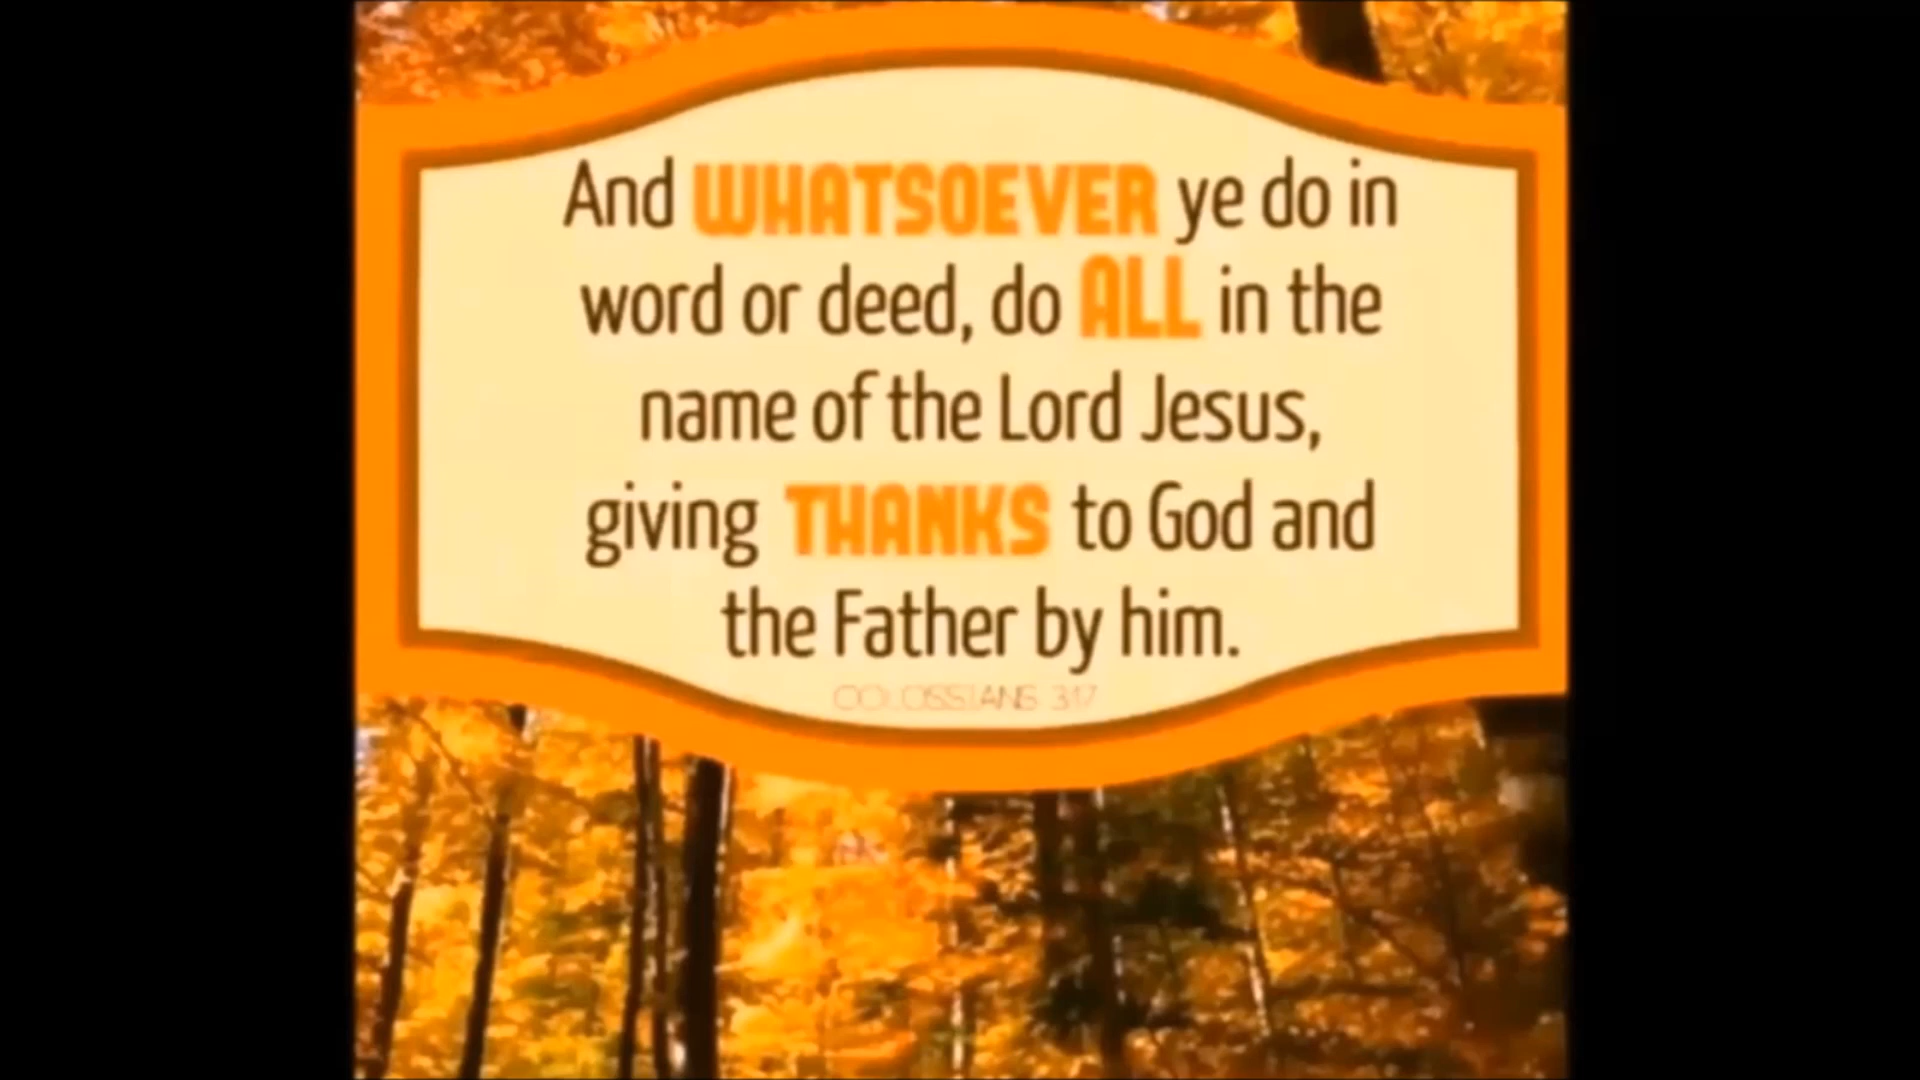 And WHATSOEVER ye do in
word or deed, do ALL in the
name of the Lord Jesus,
giving THANKS to God and
the Father by him.
COLOSSIANS 3:17